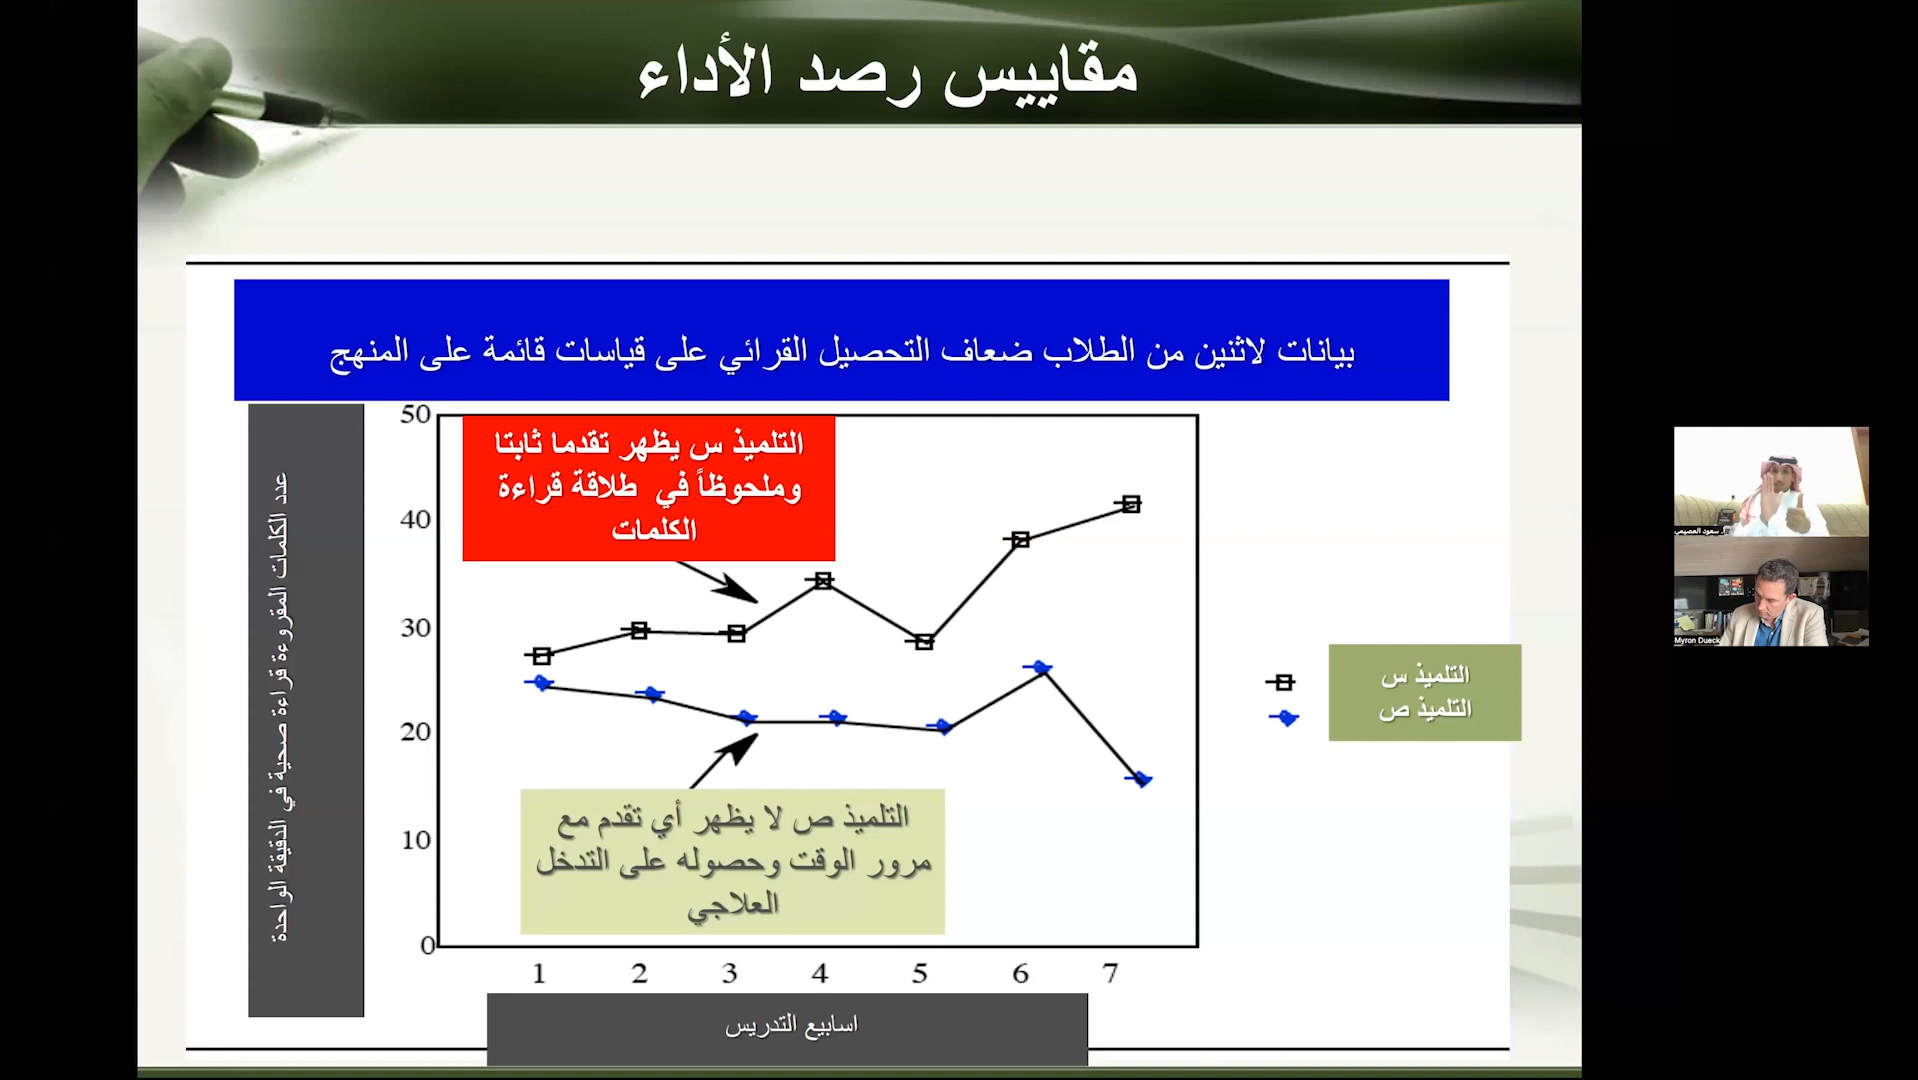 مقاييس رصد الأداء
بيانات لاثنين من الطلاب ضعاف التحصيل القرائي على قياسات قائمة على المنهج
عدد الكلمات المقروءة قراءة صحية في الدقيقة الواحدة
50
40
30
20
10
0
التلميذ س يظهر تقدما ثابتا
وملحوظاً في طلاقة قراءة
الكلمات
التلميذ ص لا يظهر أي تقدم مع
مرور الوقت وحصوله على التدخل
العلاجي
1 2 3 4 5 6 7
اسابيع التدريس
التلميذ س
التلميذ ص
سعود العصيمي
Myron Dueck